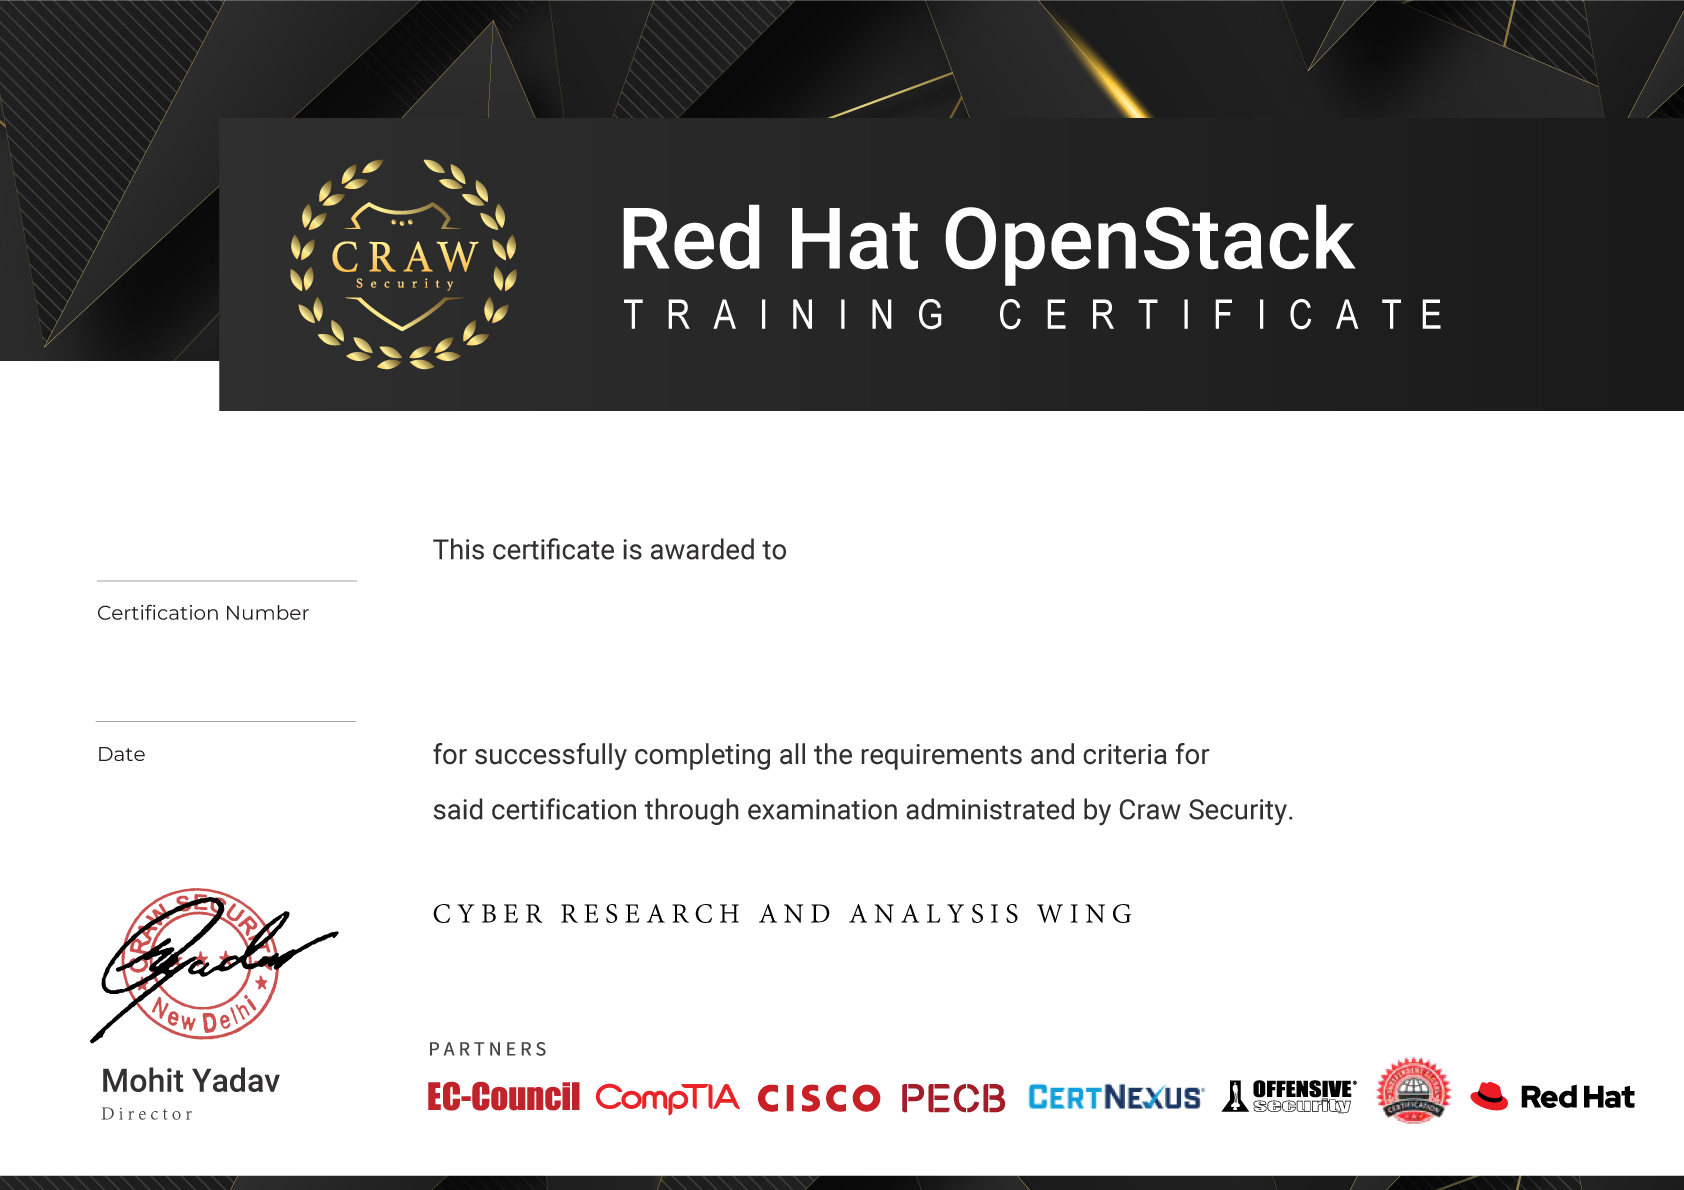 CRAW
Security
Red Hat OpenStack
TRAINING CERTIFICATE
This certificate is awarded to
Certification Number
Date
for successfully completing all the requirements and criteria for
said certification through examination administrated by Craw Security.
CYBER RESEARCH AND ANALYSIS WING
CRAW SECURITY
New Delhi
Mohit Yadav
Director
PARTNERS
EC-Council CompTIA CISCO PECB CERTNEXUS OFFENSIVE security CERTIFICATION Red Hat